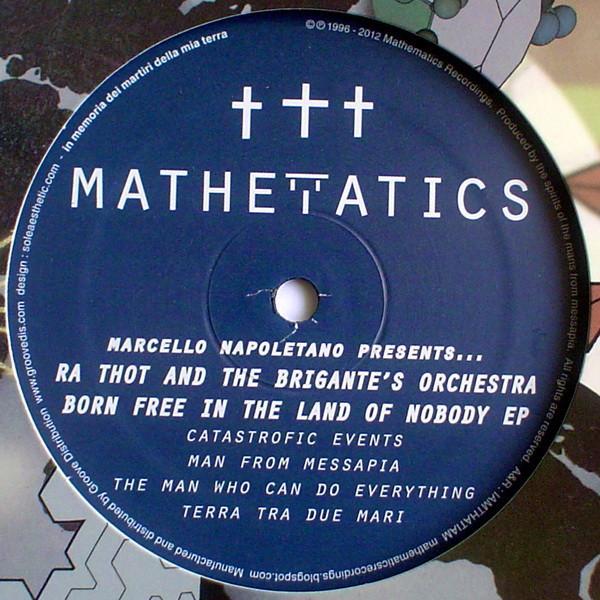 in memoria dei martiri della mia terra
©℗ 1996 - 2012 Mathematics Recordings. Produced by the spirits of the mans from messapia All rights are reserved A&R: IAMTHATIAM mathematicsrecordings.blogspot.com
Manufactured and distributed by Groove Distribution www.groovedis.com design : soleaesthetic.com -
MATHEMATICS
MARCELLO NAPOLETANO PRESENTS...
RA THOT AND THE BRIGANTE'S ORCHESTRA
BORN FREE IN THE LAND OF NOBODY EP
CATASTROFIC EVENTS
MAN FROM MESSAPIA
THE MAN WHO CAN DO EVERYTHING
TERRA TRA DUE MARI